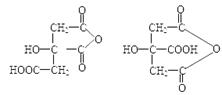 O
CH₂ O
HO O
HOOC CH₂ O
O
CH₂
HO COOH O
CH₂
O